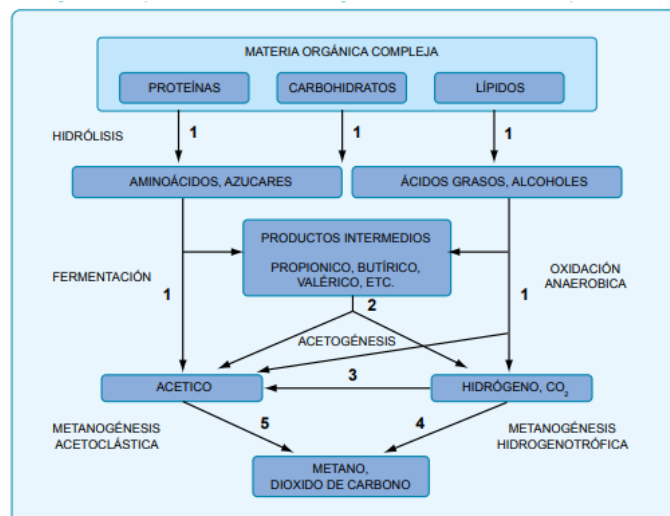 MATERIA ORGÁNICA COMPLEJA
PROTEÍNAS
CARBOHIDRATOS
LÍPIDOS
1
1
1
HIDRÓLISIS
AMINOÁCIDOS, AZUCARES
ÁCIDOS GRASOS, ALCOHOLES
PRODUCTOS INTERMEDIOS
PROPIONICO, BUTÍRICO,
VALÉRICO, ETC.
FERMENTACIÓN
1
1
OXIDACIÓN
ANAEROBICA
2
ACETOGÉNESIS
ACETICO
3
HIDRÓGENO, CO2
METANOGÉNESIS
ACETOCLÁSTICA
5
4
METANOGÉNESIS
HIDROGENOTRÓFICA
METANO,
DIOXIDO DE CARBONO